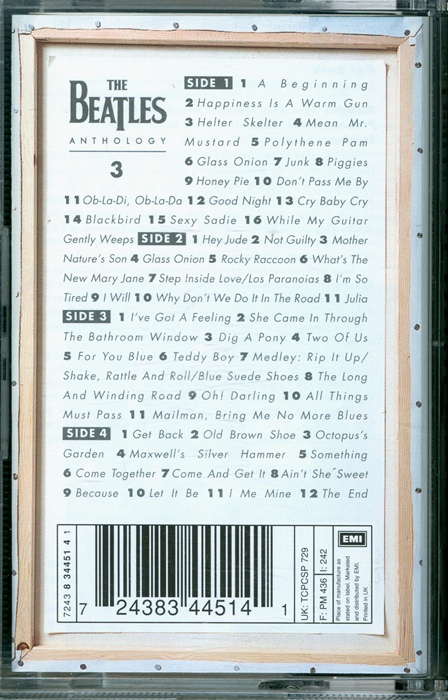 THE
BEATLES
ANTHOLOGY
3
SIDE 1 1 A Beginning
2 Happiness Is A Warm Gun
3 Helter Skelter 4 Mean Mr.
Mustard 5 Polythene Pam
6 Glass Onion 7 Junk 8 Piggies
9 Honey Pie 10 Don't Pass Me By
11 Ob-La-Di, Ob-La-Da 12 Good Night 13 Cry Baby Cry
14 Blackbird 15 Sexy Sadie 16 While My Guitar
Gently Weeps SIDE 2 1 Hey Jude 2 Not Guilty 3 Mother
Nature's Son 4 Glass Onion 5 Rocky Raccoon 6 What's The
New Mary Jane 7 Step Inside Love/Los Paranoias 8 I'm So
Tired 9 I Will 10 Why Don't We Do It In The Road 11 Julia
SIDE 3 1 I've Got A Feeling 2 She Came In Through
The Bathroom Window 3 Dig A Pony 4 Two Of Us
5 For You Blue 6 Teddy Boy 7 Medley: Rip It Up/
Shake, Rattle And Roll/Blue Suede Shoes 8 The Long
And Winding Road 9 Oh! Darling 10 All Things
Must Pass 11 Mailman, Bring Me No More Blues
SIDE 4 1 Get Back 2 Old Brown Shoe 3 Octopus's
Garden 4 Maxwell's Silver Hammer 5 Something
6 Come Together 7 Come And Get It 8 Ain't She Sweet
9 Because 10 Let It Be 11 I Me Mine 12 The End
7243 8 34451 4 1
7 24383 44514 1
UK: TCPCSP 729
F: PM 436 I: 242
EMI
Place of manufacture as
stated on label. Marketed
and distributed by EMI.
Printed in UK